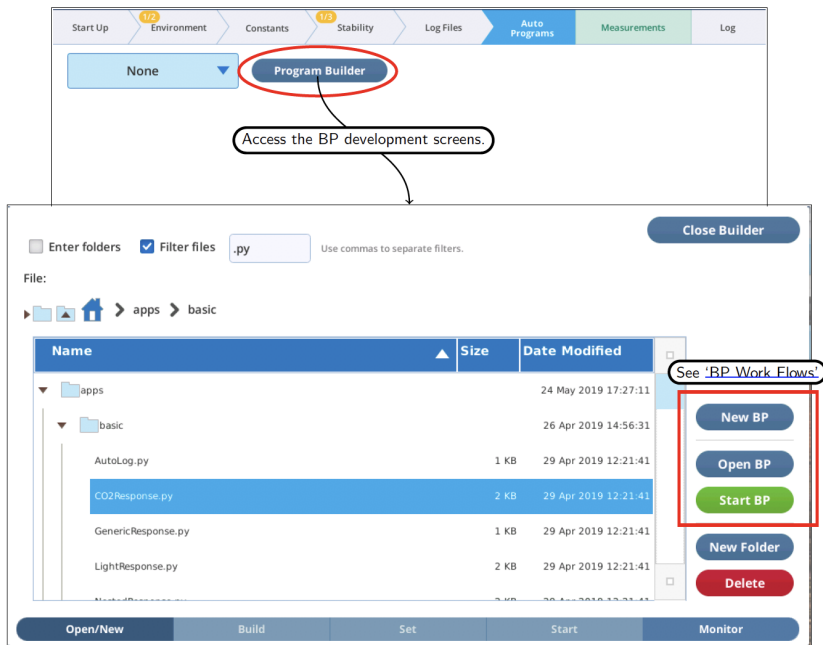 Start Up
1/2
Environment
Constants
1/3
Stability
Log Files
Auto
Programs
Measurements
Log
None
Program Builder
Access the BP development screens.
Close Builder
Enter folders
Filter files
.py
Use commas to separate filters.
File:
apps
basic
Name
Size
Date Modified
See ‘BP Work Flows’
apps
24 May 2019 17:27:11
basic
26 Apr 2019 14:56:31
AutoLog.py
1 KB
29 Apr 2019 12:21:41
CO2Response.py
2 KB
29 Apr 2019 12:21:41
GenericResponse.py
1 KB
29 Apr 2019 12:21:41
LightResponse.py
2 KB
29 Apr 2019 12:21:41
New BP
Open BP
Start BP
New Folder
Delete
Open/New
Build
Set
Start
Monitor